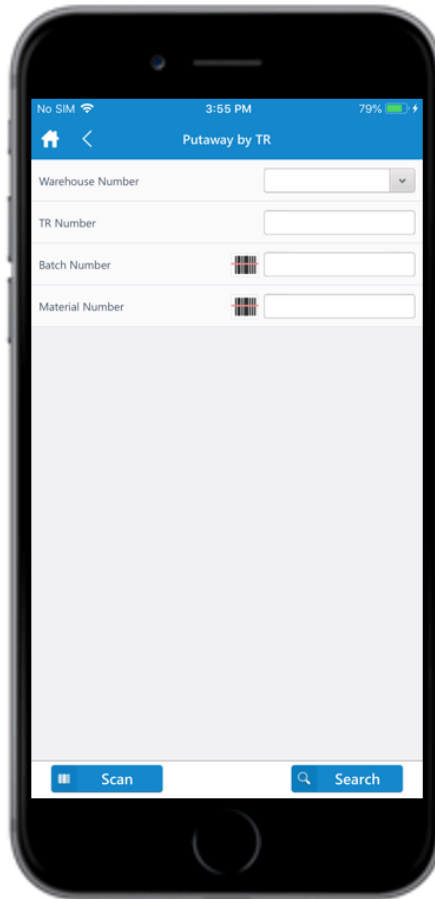 No SIM 3:55 PM 79%
Putaway by TR
Warehouse Number
TR Number
Batch Number
Material Number
Scan Search